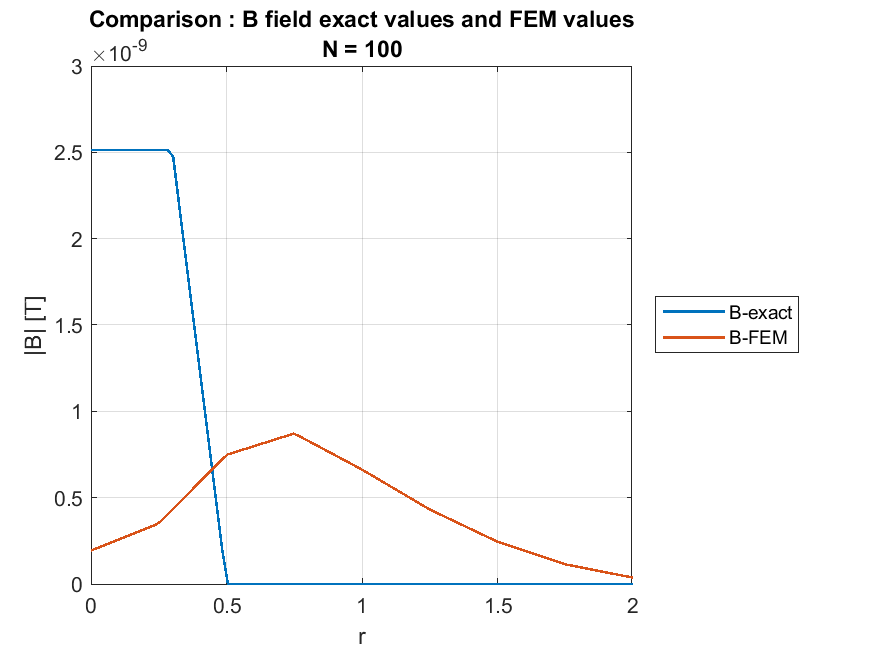 Comparison : B field exact values and FEM values
N = 100
×10-9
3
2.5
2
1.5
1
0.5
0
|B| [T]
0 0.5 1 1.5 2
r
B-exact
B-FEM